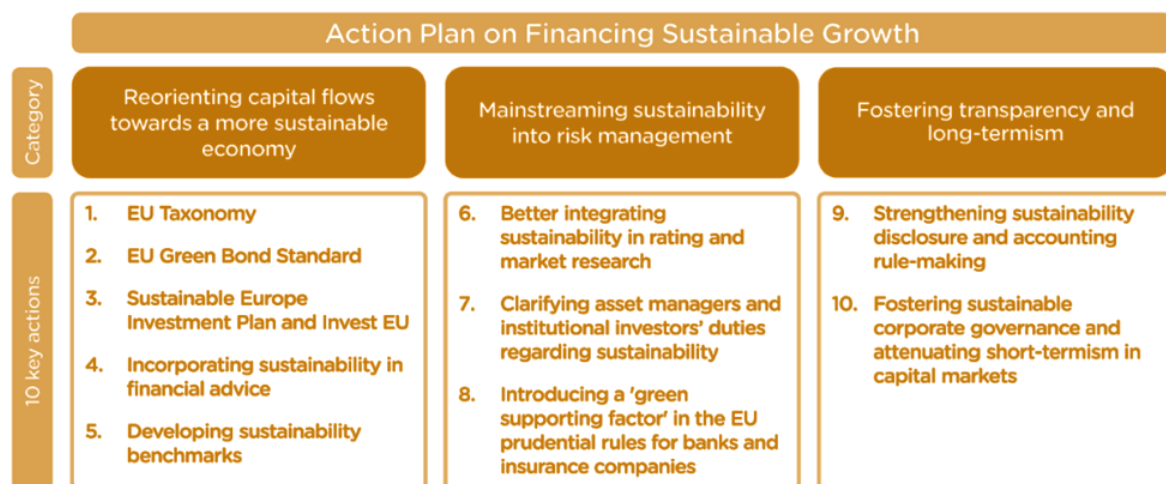 Action Plan on Financing Sustainable Growth
Category
Reorienting capital flows
towards a more sustainable
economy
Mainstreaming sustainability
into risk management
Fostering transparency and
long-termism
10 key actions
1. EU Taxonomy
2. EU Green Bond Standard
3. Sustainable Europe
Investment Plan and Invest EU
4. Incorporating sustainability in
financial advice
5. Developing sustainability
benchmarks
6. Better integrating
sustainability in rating and
market research
7. Clarifying asset managers and
institutional investors' duties
regarding sustainability
8. Introducing a 'green
supporting factor' in the EU
prudential rules for banks and
insurance companies
9. Strengthening sustainability
disclosure and accounting
rule-making
10. Fostering sustainable
corporate governance and
attenuating short-termism in
capital markets